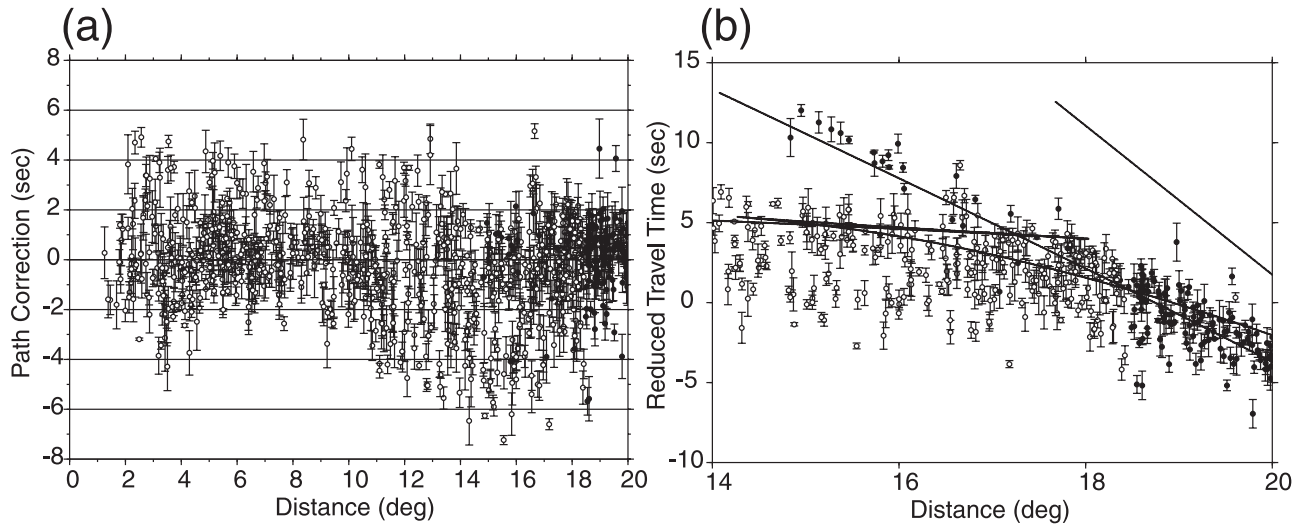 (a)
8
6
4
2
0
-2
-4
-6
-8
Path Correction (sec)
0 2 4 6 8 10 12 14 16 18 20
Distance (deg)
(b)
15
10
5
0
-5
-10
Reduced Travel Time (sec)
14 16 18 20
Distance (deg)